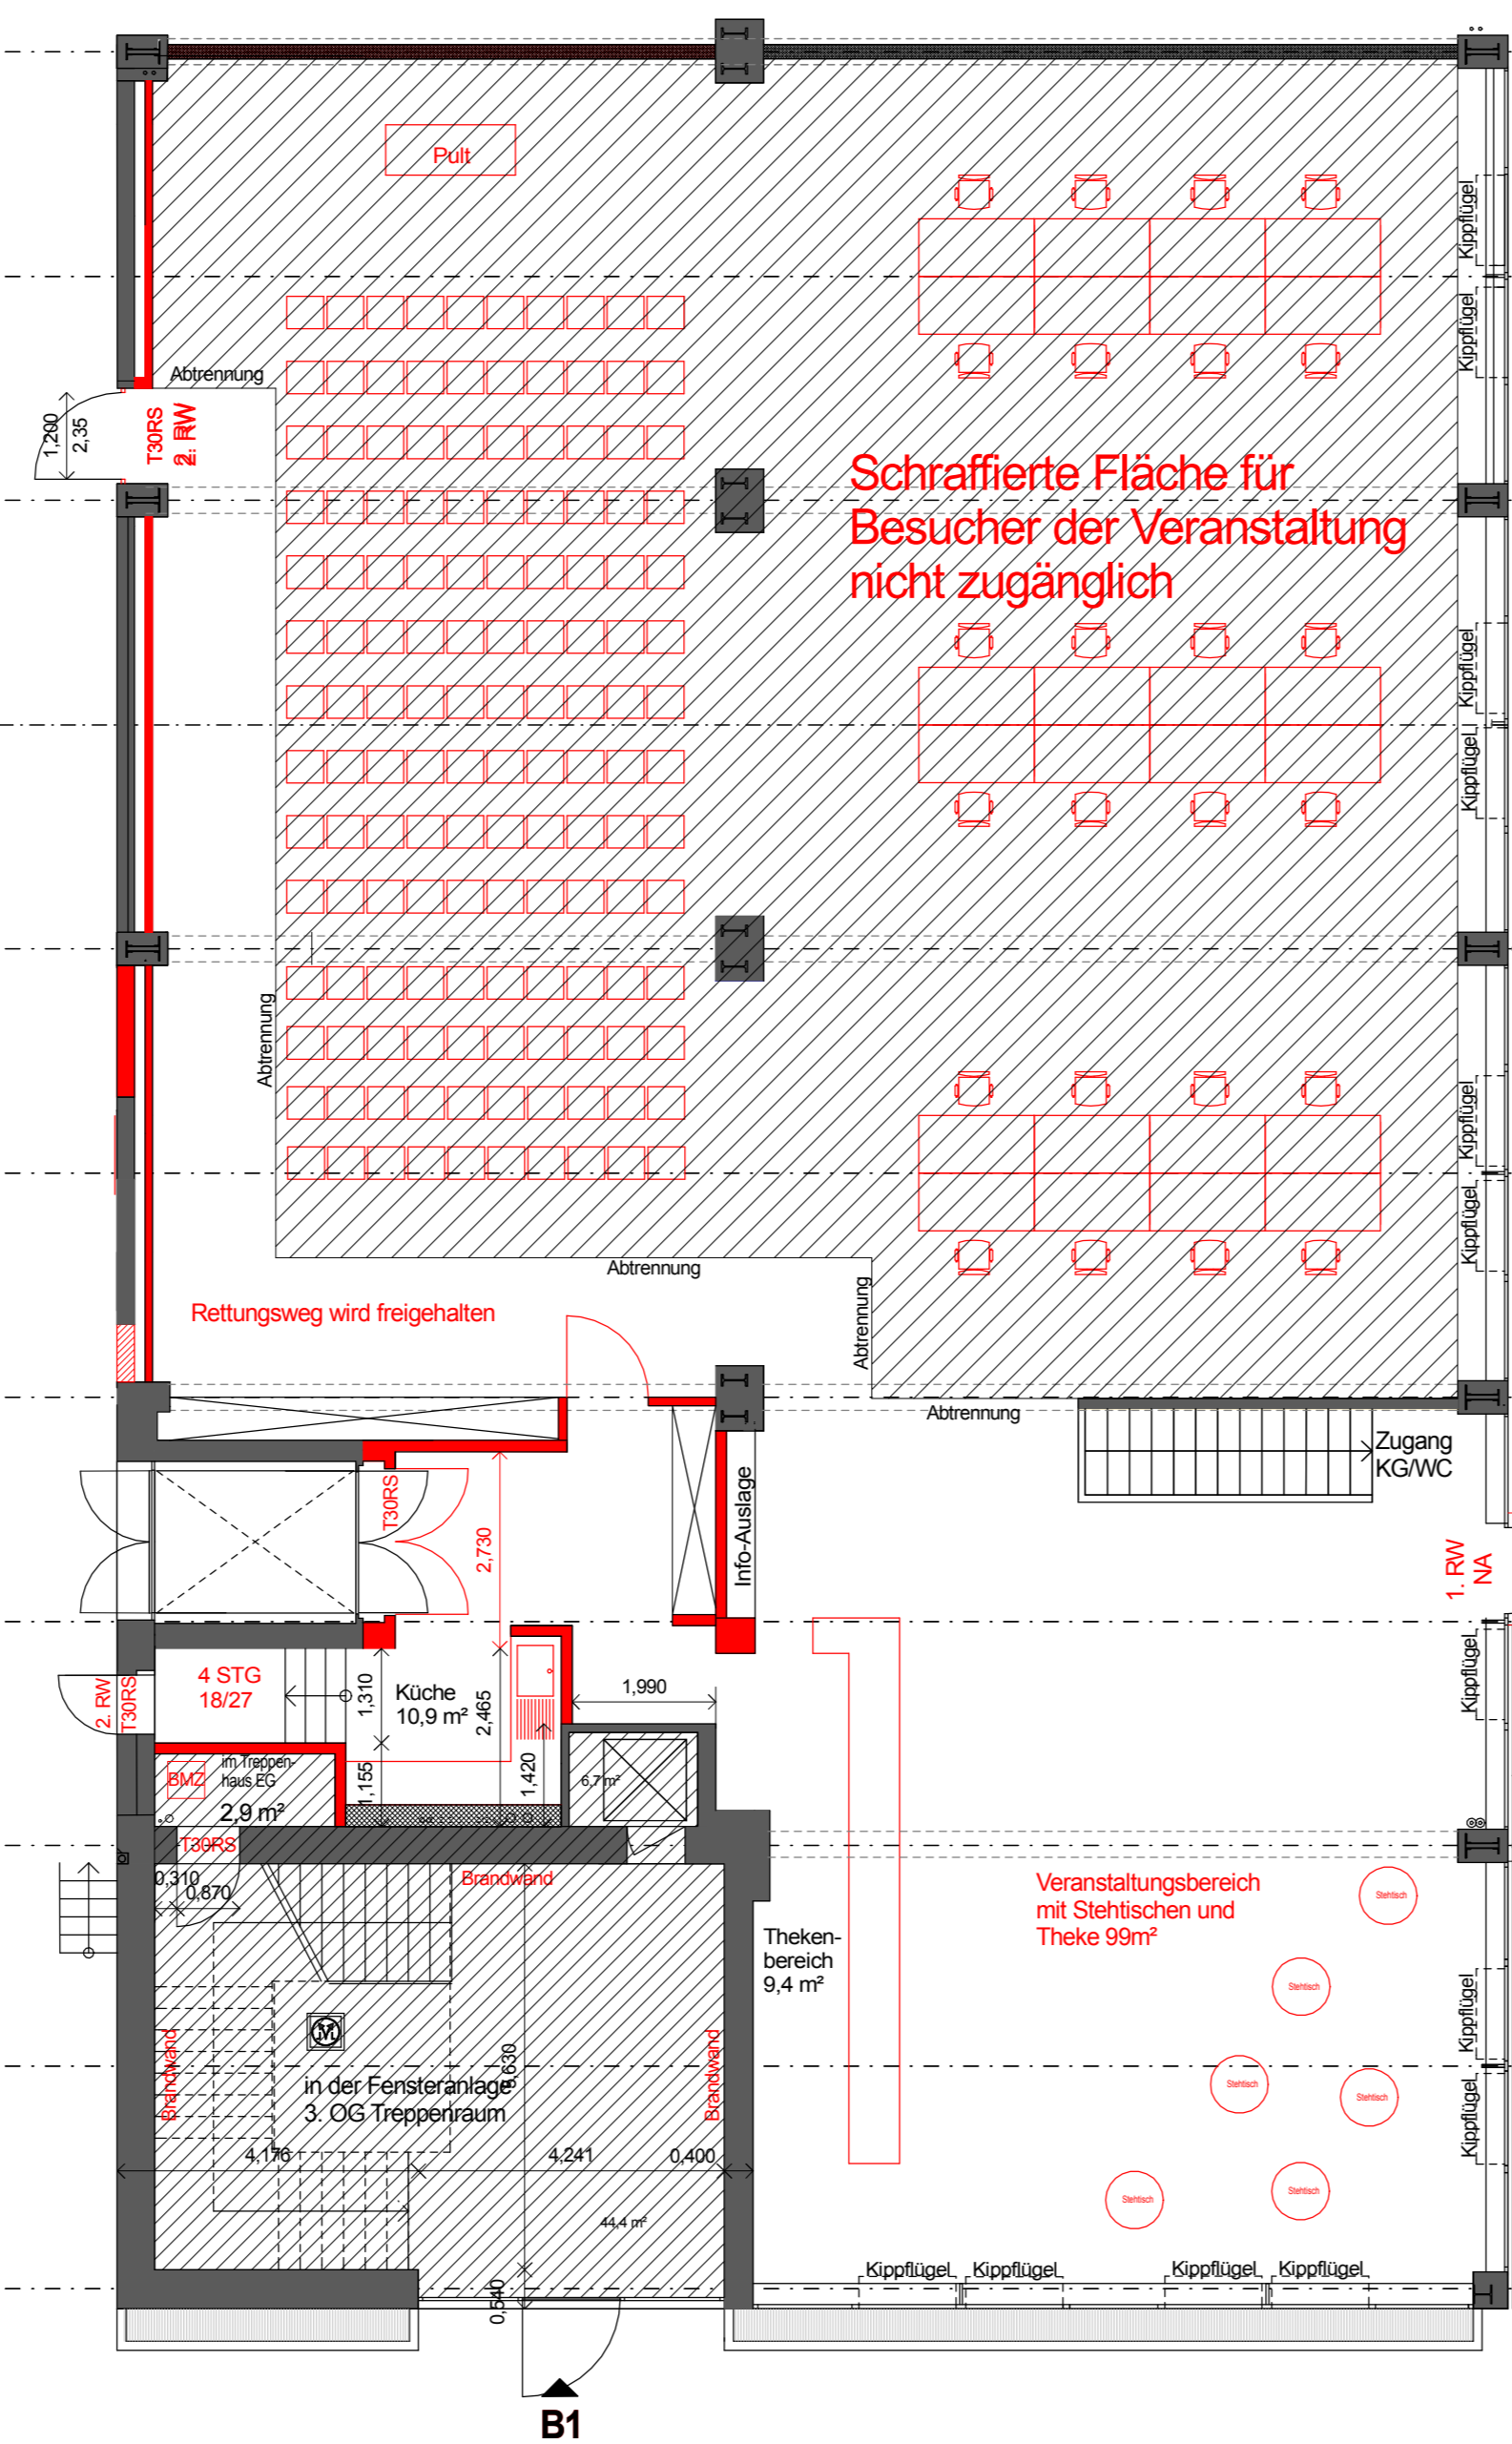 Pult
Kippflügel
Kippflügel
Abtrennung
1,200
2,35
T30RS
2. RW
Schraffierte Fläche für
Besucher der Veranstaltung
nicht zugänglich
Kippflügel
Kippflügel
Abtrennung
Kippflügel
Kippflügel
Abtrennung
Abtrennung
Rettungsweg wird freigehalten
Abtrennung
Zugang
KG/WC
T30RS
2,730
Info-Auslage
1. RW
NA
2. RW
T30RS
4 STG
18/27
1,310
Küche
10,9 m²
2,465
1,990
Kippflügel
BMZ
im Treppen-
haus EG
2,9 m²
1,155
1,420
6,7 m²
T30RS
0,310
0,870
Brandwand
Veranstaltungsbereich
mit Stehtischen und
Theke 99m²
Stehtisch
Theken-
bereich
9,4 m²
Stehtisch
Kippflügel
Brandwand
in der Fensteranlage
3. OG Treppenraum
Brandwand
Stehtisch
Stehtisch
Kippflügel
4,176
4,241
0,400
Stehtisch
Stehtisch
44,4 m²
0,540
Kippflügel
Kippflügel
Kippflügel
Kippflügel
B1